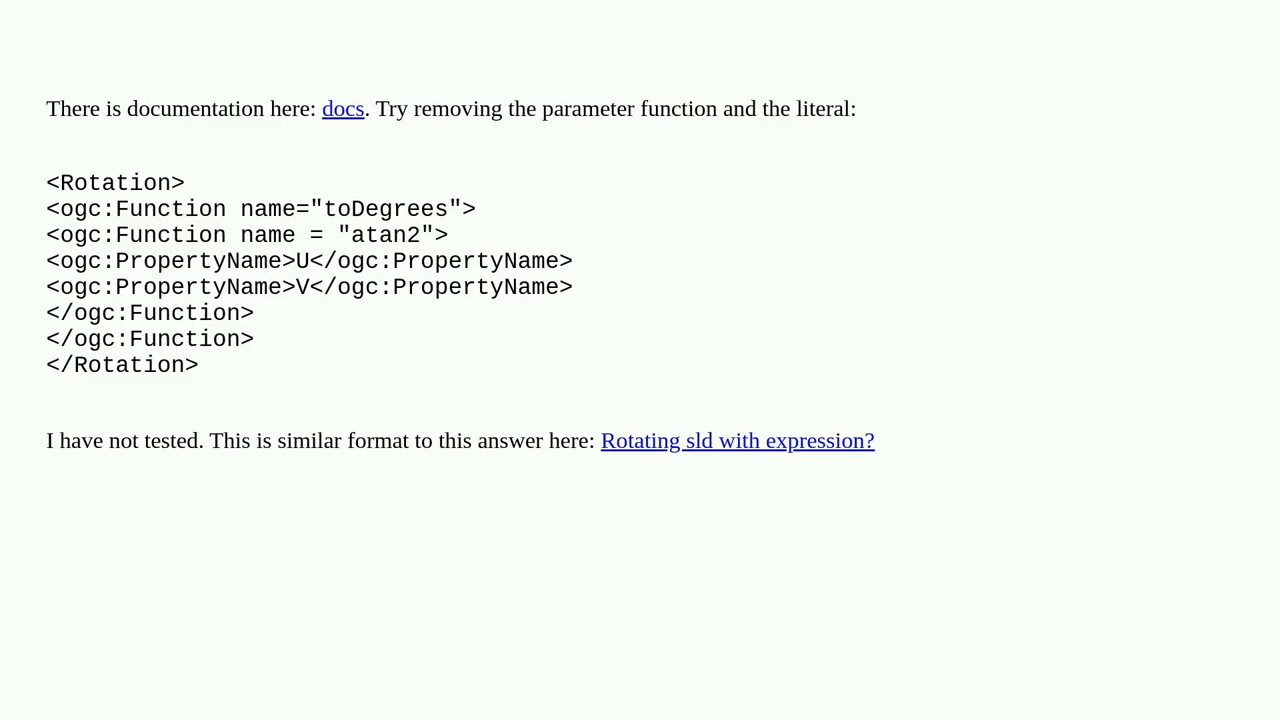 There is documentation here: docs. Try removing the parameter function and the literal:
<Rotation>
<ogc:Function name="toDegrees">
<ogc:Function name = "atan2">
<ogc:PropertyName>U</ogc:PropertyName>
<ogc:PropertyName>V</ogc:PropertyName>
</ogc:Function>
</ogc:Function>
</Rotation>
I have not tested. This is similar format to this answer here: Rotating sld with expression?